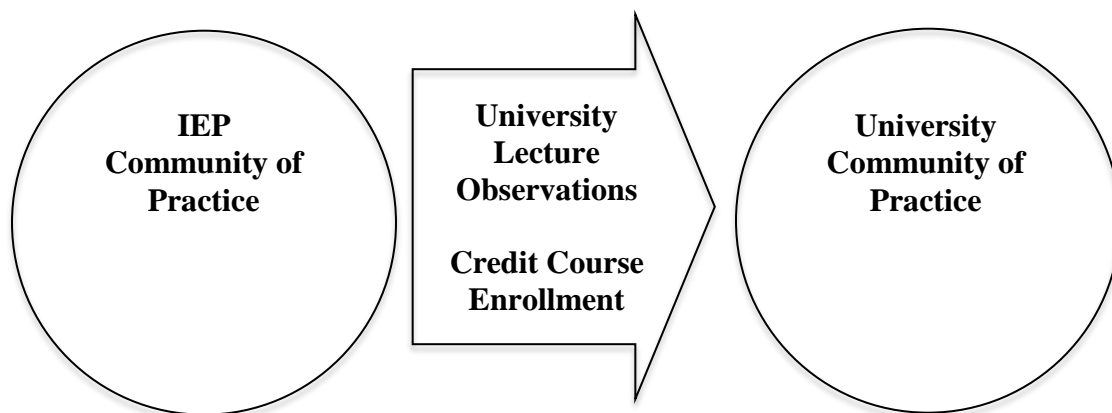 IEP
Community of
Practice
University
Lecture
Observations
Credit Course
Enrollment
University
Community of
Practice